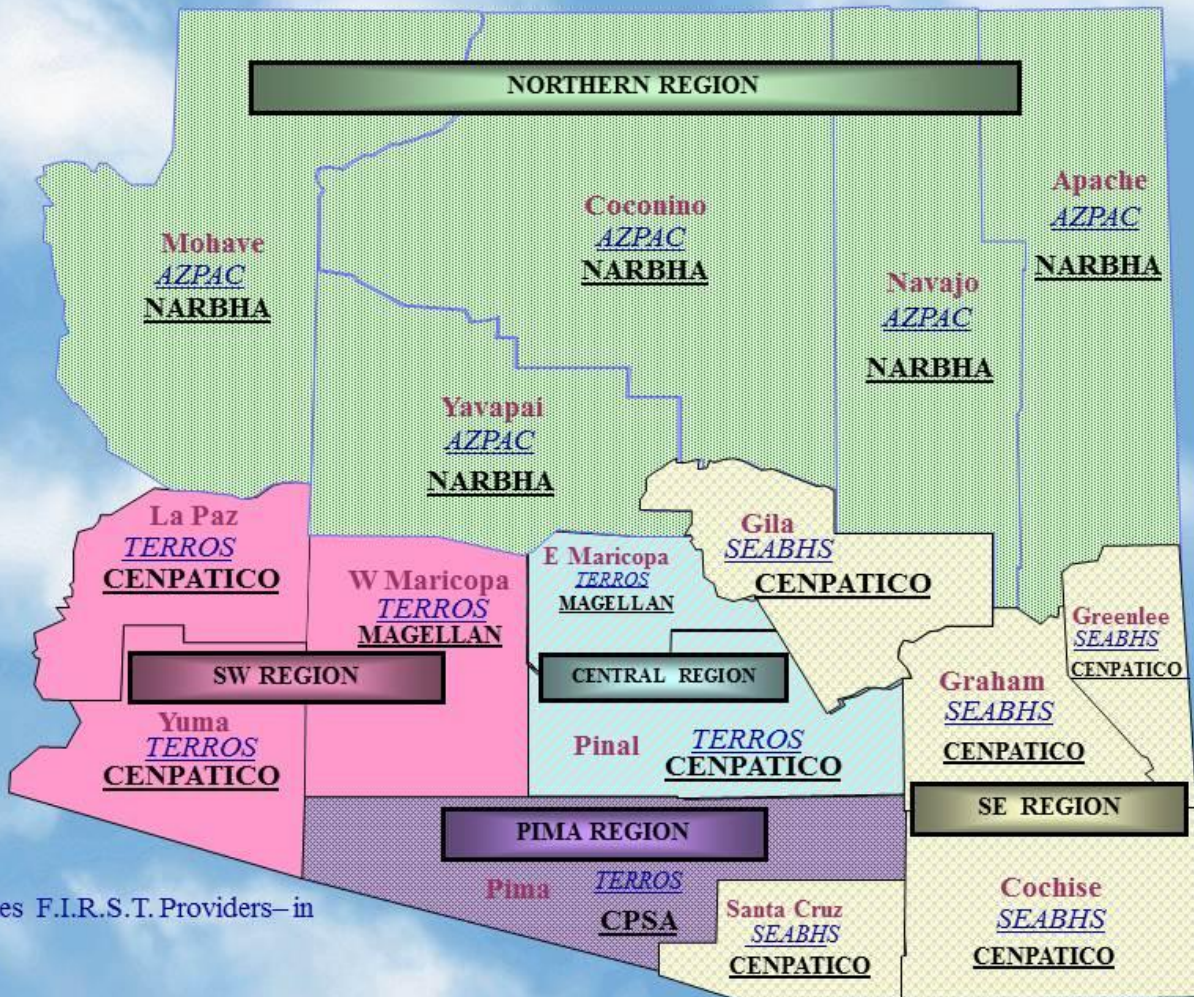 NORTHERN REGION
Mohave
AZPAC
NARBHA
Coconino
AZPAC
NARBHA
Navajo
AZPAC
NARBHA
Apache
AZPAC
NARBHA
Yavapai
AZPAC
NARBHA
La Paz
TERROS
CENPATICO
W Maricopa
TERROS
MAGELLAN
E Maricopa
TERROS
MAGELLAN
Gila
SEABHS
CENPATICO
Greenlee
SEABHS
CENPATICO
SW REGION
CENTRAL REGION
Graham
SEABHS
CENPATICO
Yuma
TERROS
CENPATICO
Pinal
TERROS
CENPATICO
SE REGION
PIMA REGION
Pima
TERROS
CPSA
Santa Cruz
SEABHS
CENPATICO
Cochise
SEABHS
CENPATICO
es F.I.R.S.T. Providers– in